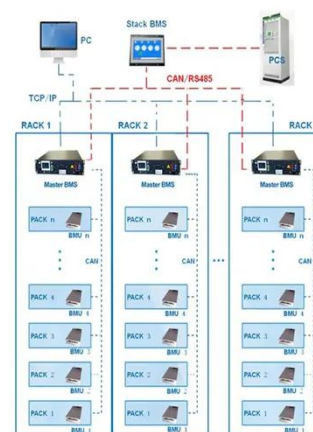 Stack BMS
PC
PCS
CAN/RS485
TCP/IP
RACK 1
RACK 2
RACK
Master BMS
Master BMS
Master BMS
PACK n
BMU n
PACK n
BMU n
PACK n
BMU n
CAN
CAN
CAN
PACK 4
BMU 4
PACK 4
BMU 4
PACK 4
BMU 4
PACK 3
BMU 3
PACK 3
BMU 3
PACK 3
BMU 3
PACK 2
BMU 2
PACK 2
BMU 2
PACK 2
BMU 2
PACK 1
BMU 1
PACK 1
BMU 1
PACK 1
BMU 1